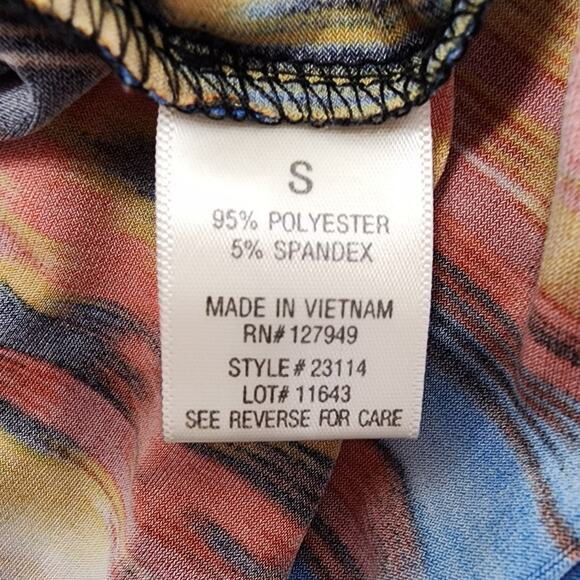 S
95% POLYESTER
5% SPANDEX
MADE IN VIETNAM
RN# 127949
STYLE # 23114
LOT# 11643
SEE REVERSE FOR CARE